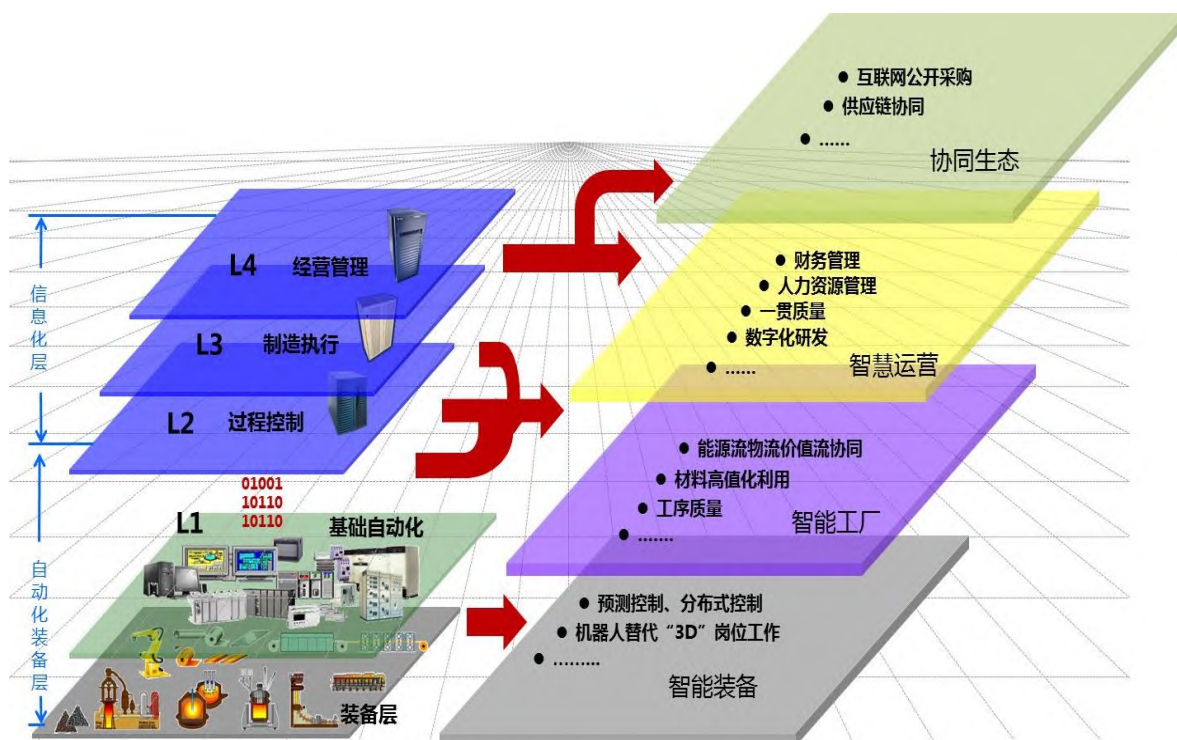 信息化层
自动化装备层
L4 经营管理
L3 制造执行
L2 过程控制
01001
10110
10110
L1 基础自动化
装备层
● 互联网公开采购
● 供应链协同
● ......
协同生态
● 财务管理
● 人力资源管理
● 一贯质量
● 数字化研发
● ......
智慧运营
● 能源流物流价值流协同
● 材料高值化利用
● 工序质量
● .......
智能工厂
● 预测控制、分布式控制
● 机器人替代“3D”岗位工作
● .........
智能装备